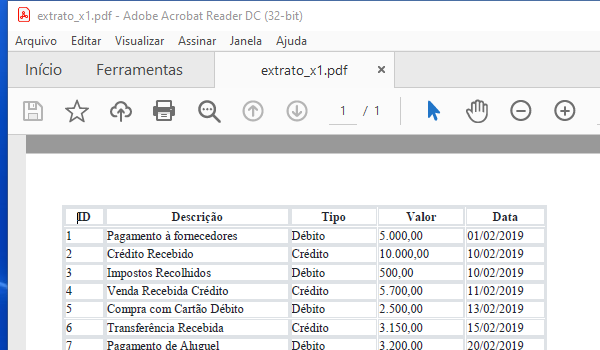 extrato_x1.pdf - Adobe Acrobat Reader DC (32-bit)
Arquivo Editar Visualizar Assinar Janela Ajuda
Início Ferramentas extrato_x1.pdf ×
1 / 1
ID Descrição Tipo Valor Data
1 Pagamento à fornecedores Débito 5.000,00 01/02/2019
2 Crédito Recebido Crédito 10.000,00 10/02/2019
3 Impostos Recolhidos Débito 500,00 10/02/2019
4 Venda Recebida Crédito Crédito 5.700,00 11/02/2019
5 Compra com Cartão Débito Débito 2.500,00 13/02/2019
6 Transferência Recebida Crédito 3.150,00 15/02/2019
7 Pagamento de Aluguel Débito 3.200,00 20/02/2019